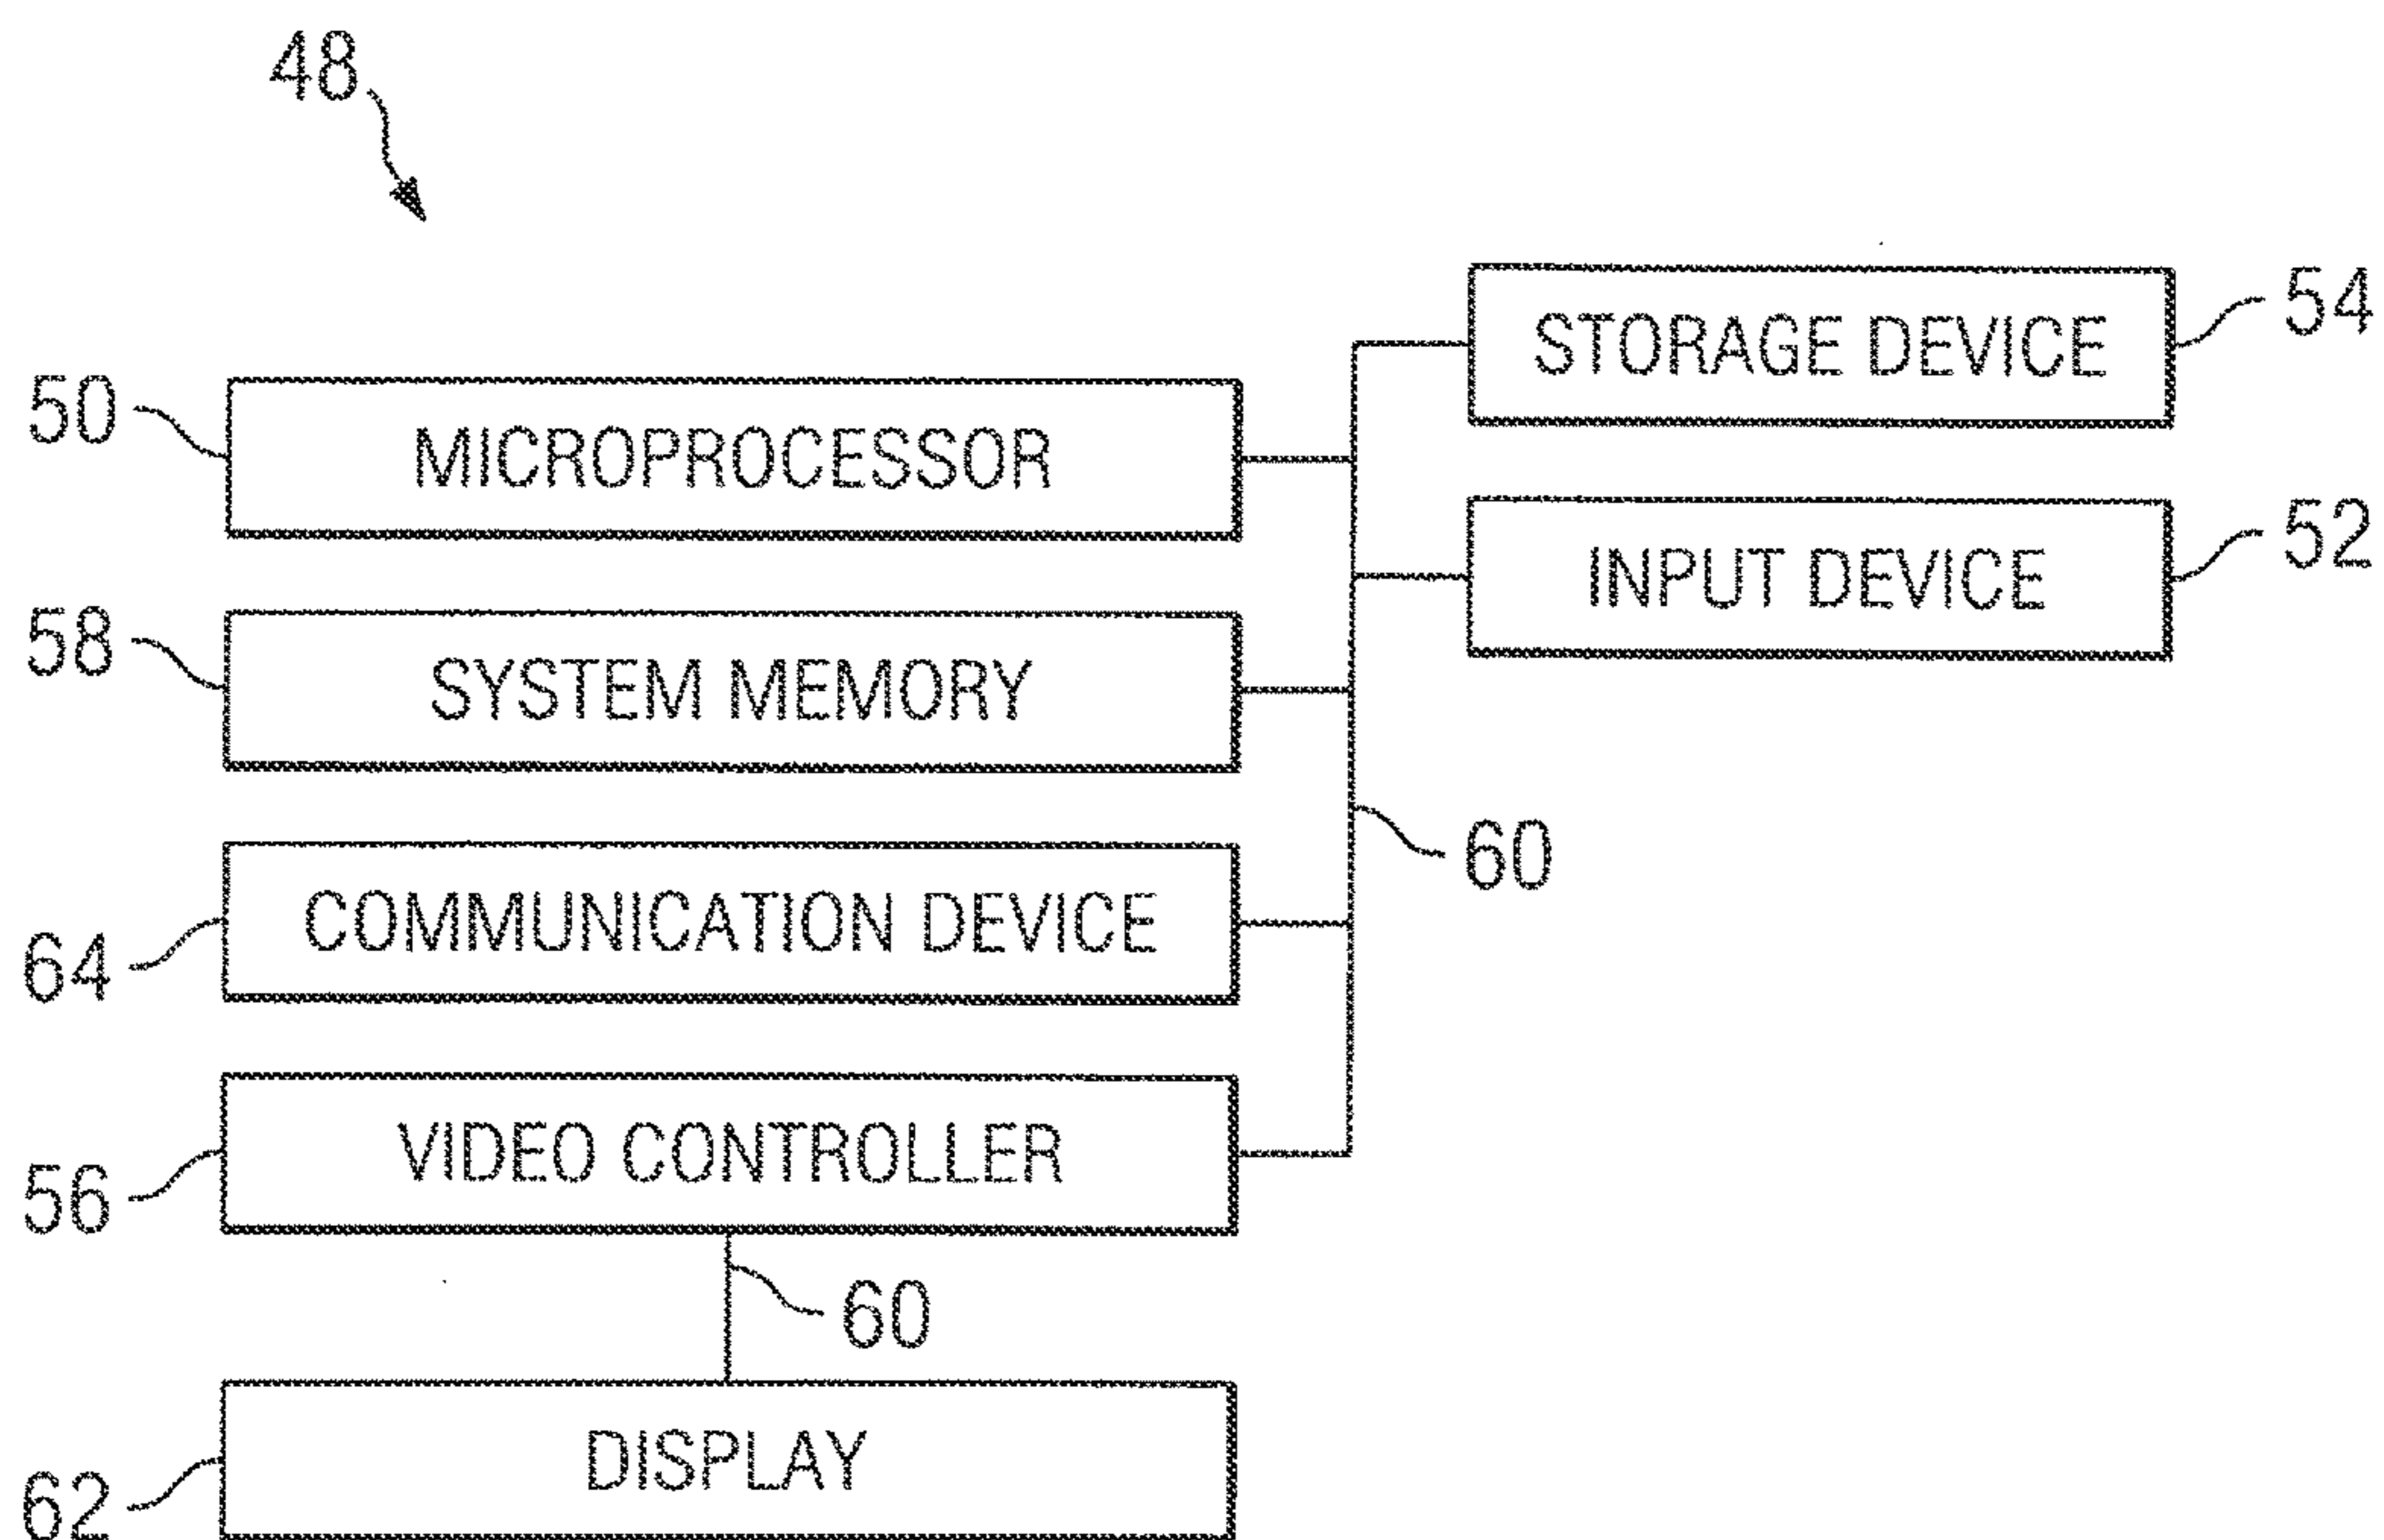 48
STORAGE DEVICE
54
50
MICROPROCESSOR
INPUT DEVICE
52
58
SYSTEM MEMORY
60
64
COMMUNICATION DEVICE
56
VIDEO CONTROLLER
60
62
DISPLAY